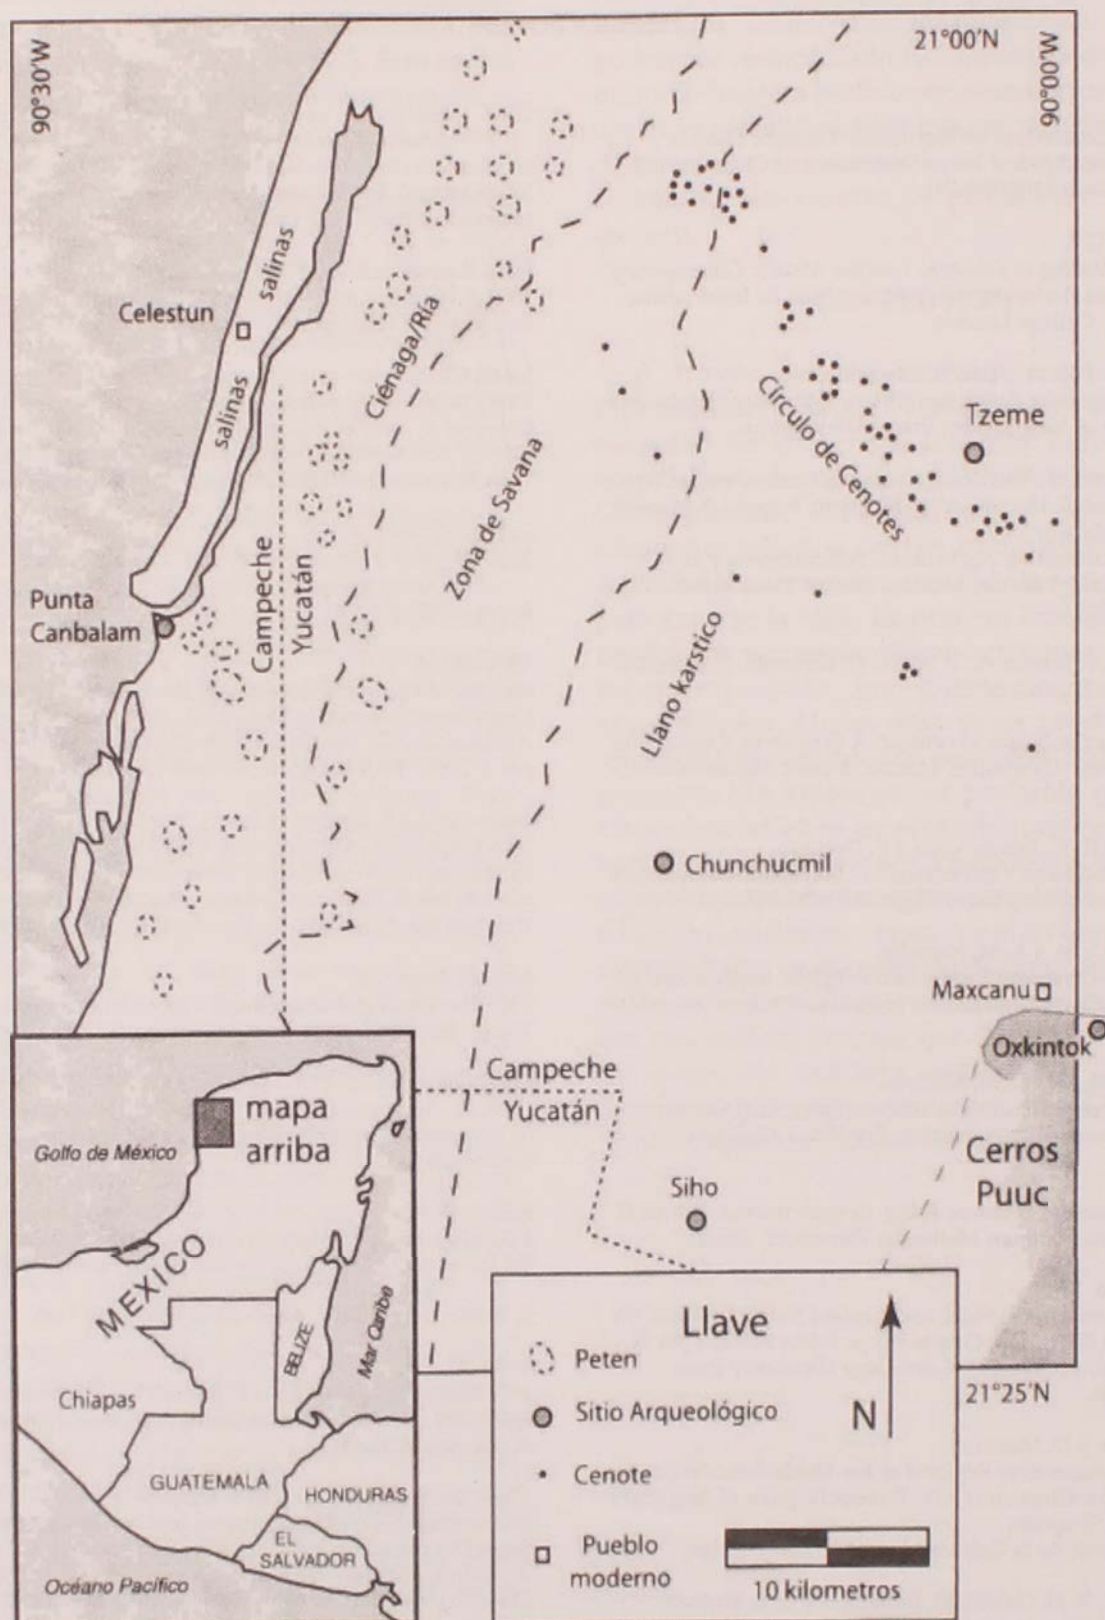 90°30'W
21°00'N
90°00'W
salinas
Celestun
salinas
Ciénaga/Ría
Círculo de Cenotes
Tzeme
Zona de Savana
Campeche
Yucatán
Punta
Canbalam
Llano karstico
Chunchucmil
Maxcanu
Oxkintok
Campeche
Yucatán
Cerros
Puuc
Siho
mapa
arriba
Golfo de México
MEXICO
BELIZE
Mar Caribe
Chiapas
GUATEMALA
HONDURAS
EL
SALVADOR
Océano Pacífico
Llave
Peten
Sitio Arqueológico
N
Cenote
Pueblo
moderno
10 kilometros
21°25'N